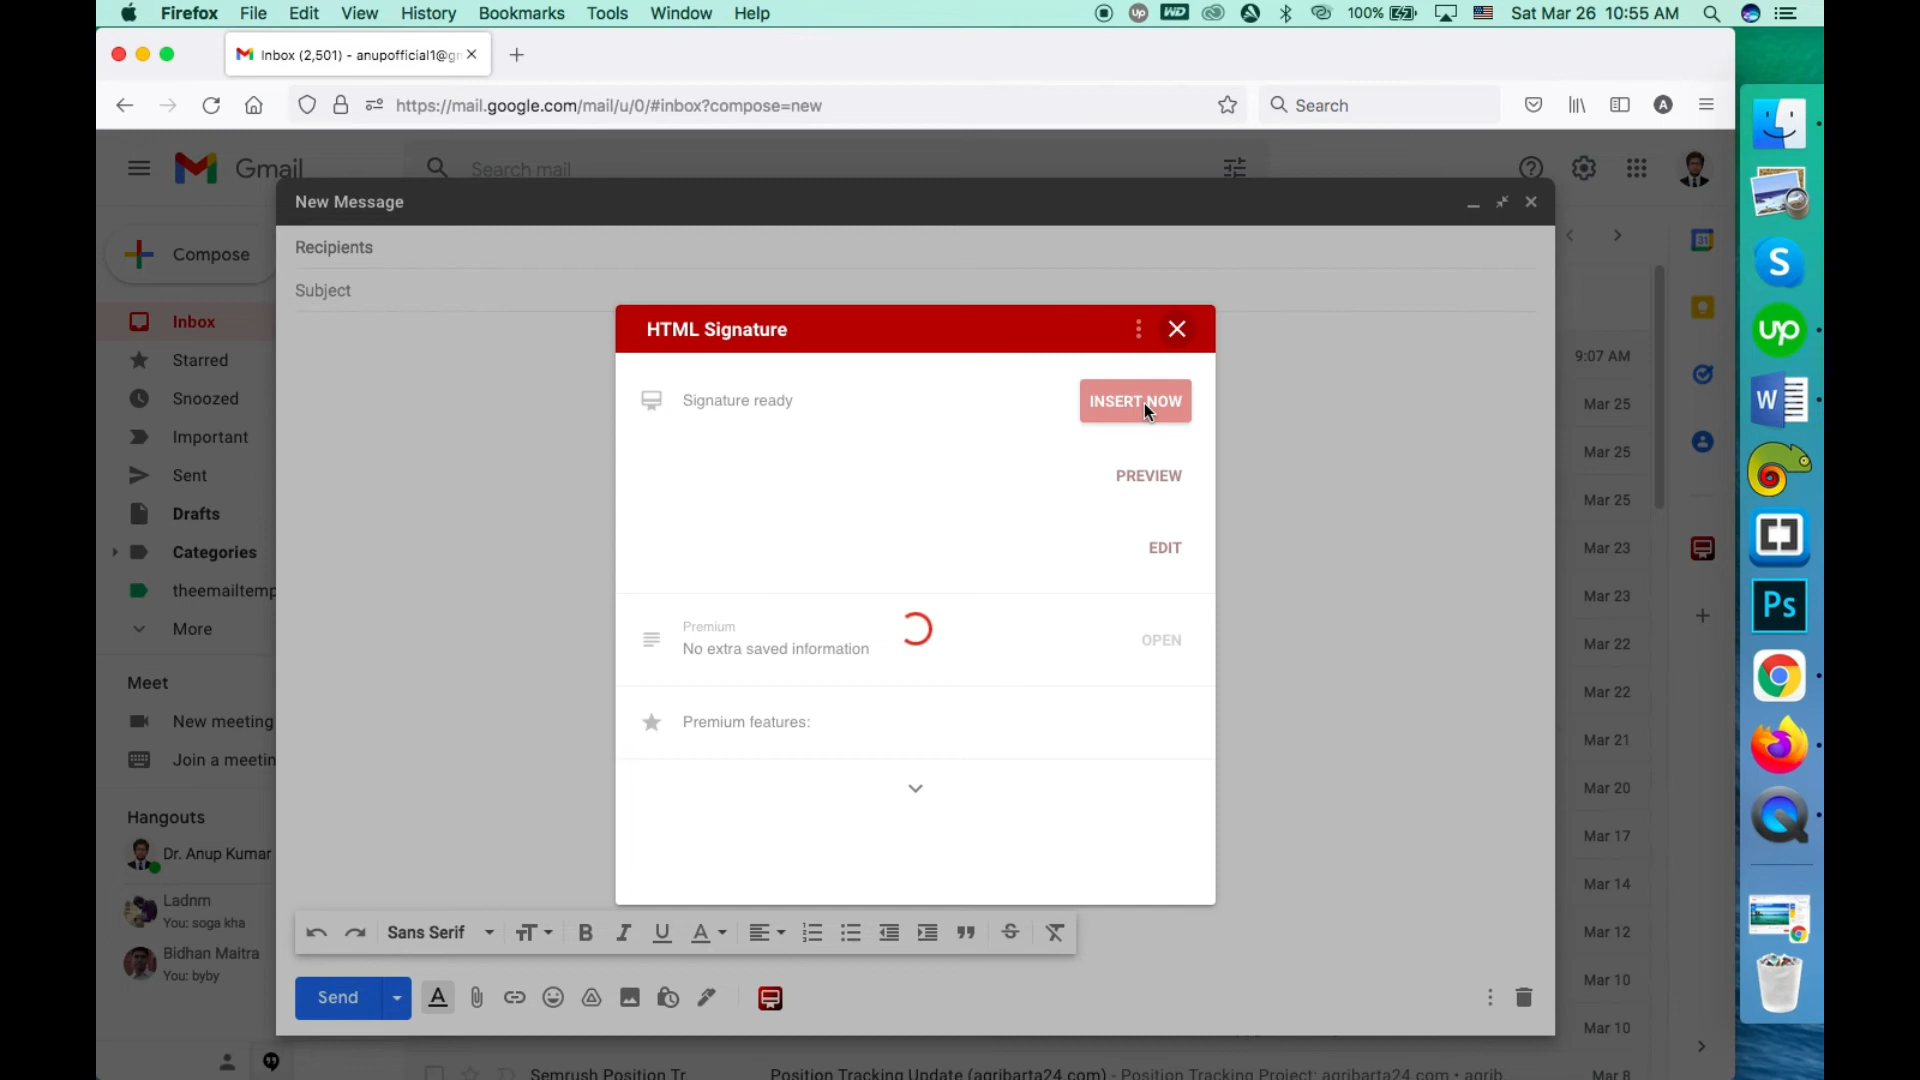 Firefox File Edit View History Bookmarks Tools Window Help
up WD 100% Sat Mar 26 10:55 AM
Inbox (2,501) - anupofficial1@gr
https://mail.google.com/mail/u/0/#inbox?compose=new
Search
A
Gmail
Search mail
New Message
Recipients
Subject
Compose
Inbox
Starred
Snoozed
Important
Sent
Drafts
Categories
theemailtemp
More
Meet
New meeting
Join a meetin
Hangouts
Dr. Anup Kumar
Ladnm
You: soga kha
Bidhan Maitra
You: byby
HTML Signature
Signature ready
INSERT NOW
PREVIEW
EDIT
Premium
No extra saved information
OPEN
Premium features:
Sans Serif
Send
9:07 AM
Mar 25
Mar 25
Mar 25
Mar 23
Mar 23
Mar 22
Mar 22
Mar 21
Mar 20
Mar 17
Mar 14
Mar 12
Mar 10
Mar 10
Semrush Position Tr. Position Tracking Update (agribarta24.com) - Position Tracking Project: agribarta24.com • agrib Mar 8
31
S
up
W
Ps